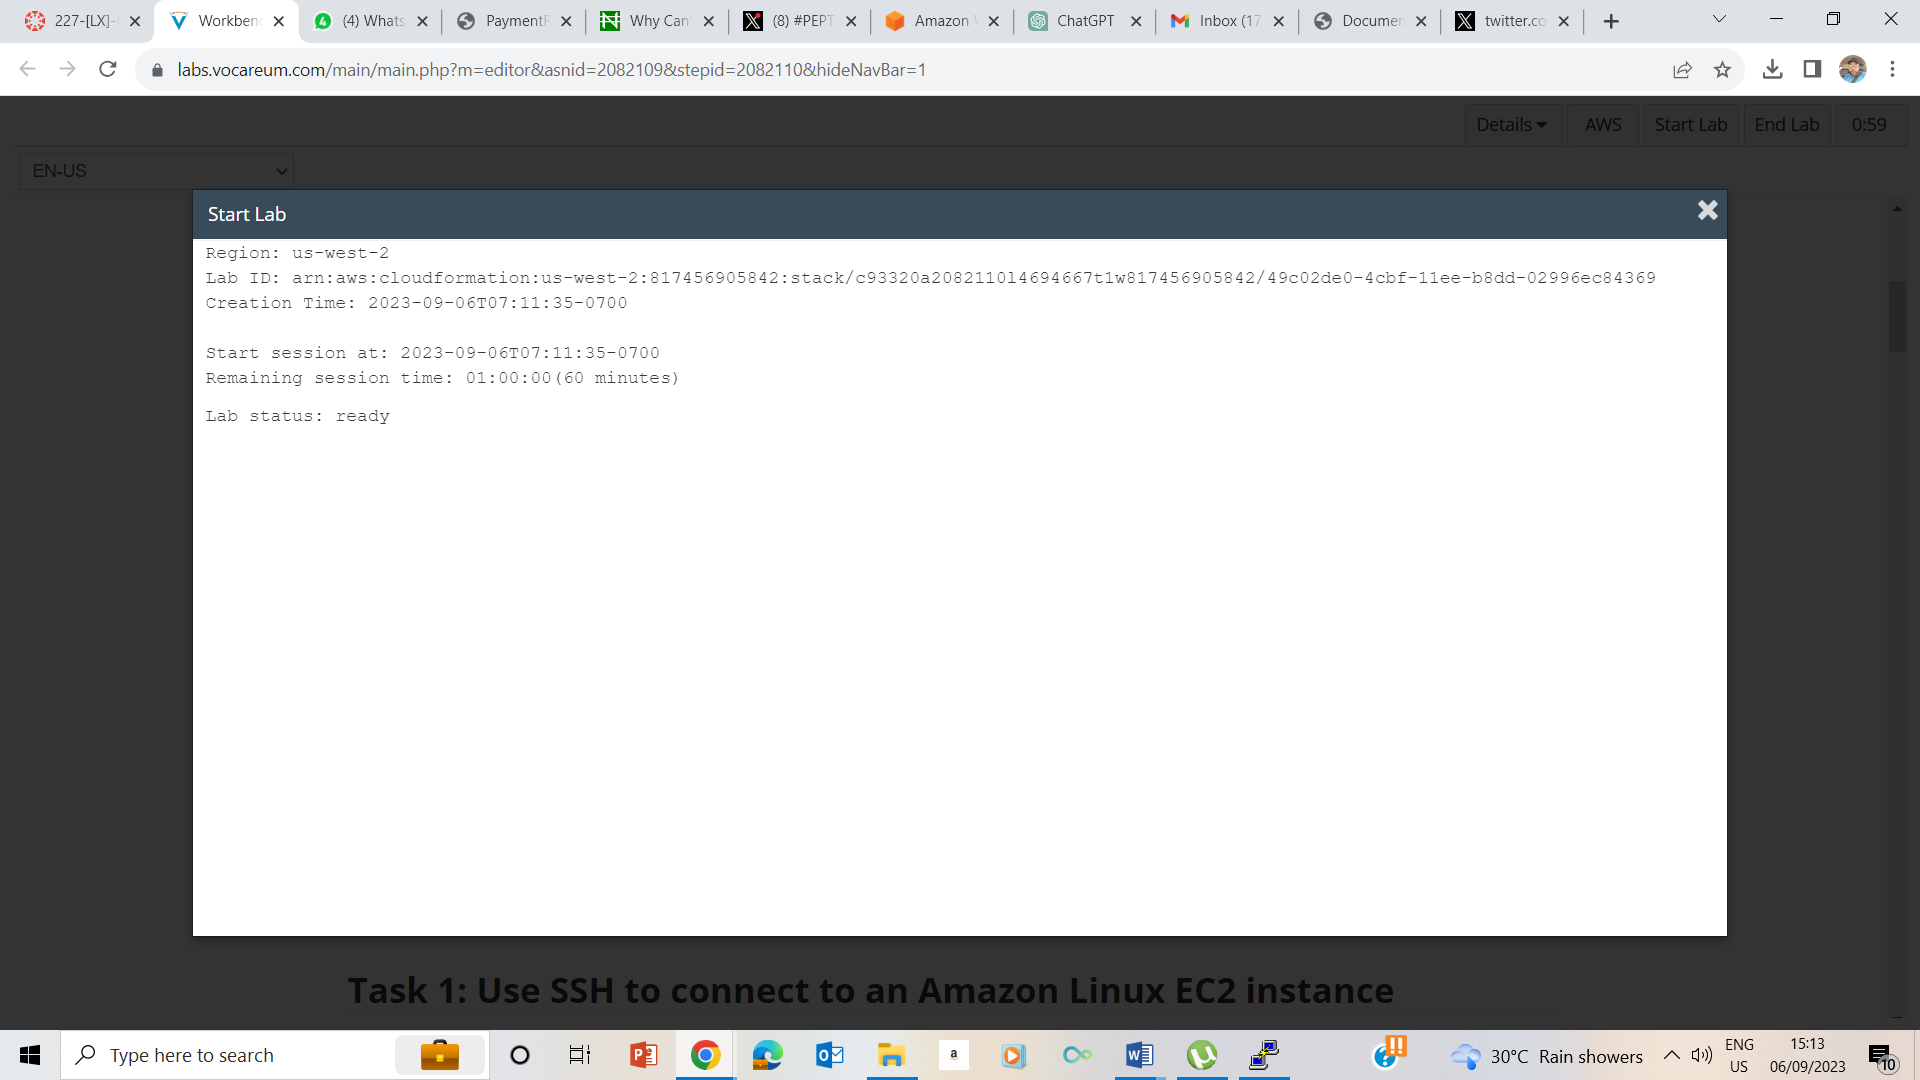 227-[LX]-
Workben
(4) Whats
PaymentR
Why Can
(8) #PEPT
Amazon
ChatGPT
Inbox (17
Documen
twitter.co
labs.vocareum.com/main/main.php?m=editor&asnid=2082109&stepid=2082110&hideNavBar=1
Details
AWS
Start Lab
End Lab
0:59
EN-US
Start Lab
Region: us-west-2
Lab ID: arn:aws:cloudformation:us-west-2:817456905842:stack/c93320a2082110l4694667t1w817456905842/49c02de0-4cbf-11ee-b8dd-02996ec84369
Creation Time: 2023-09-06T07:11:35-0700
Start session at: 2023-09-06T07:11:35-0700
Remaining session time: 01:00:00(60 minutes)
Lab status: ready
Task 1: Use SSH to connect to an Amazon Linux EC2 instance
Type here to search
30°C Rain showers
ENG
US
15:13
06/09/2023
10